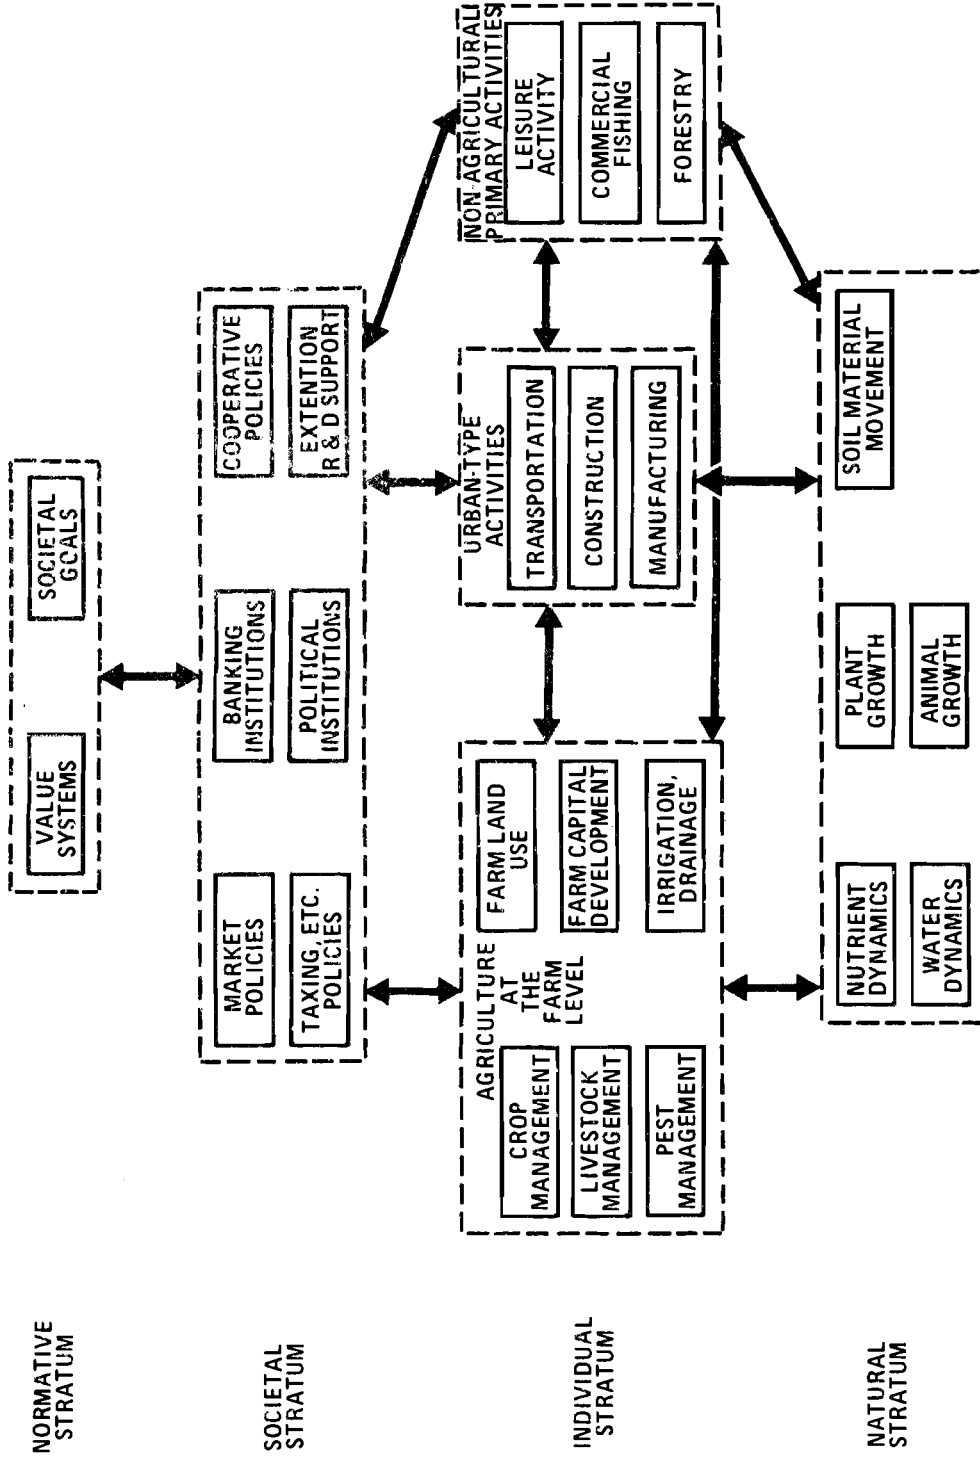 NORMATIVE
STRATUM
VALUE
SYSTEMS
SOCIETAL
GOALS
SOCIETAL
STRATUM
MARKET
POLICIES
BANKING
INSTITUTIONS
COOPERATIVE
POLICIES
TAXING, ETC.
POLICIES
POLITICAL
INSTITUTIONS
EXTENTION
R & D SUPPORT
INDIVIDUAL
STRATUM
AGRICULTURE
AT
THE
FARM
LEVEL
CROP
MANAGEMENT
LIVESTOCK
MANAGEMENT
PEST
MANAGEMENT
FARM LAND
USE
FARM CAPITAL
DEVELOPMENT
IRRIGATION,
DRAINAGE
URBAN-TYPE
ACTIVITIES
TRANSPORTATION
CONSTRUCTION
MANUFACTURING
NON-AGRICULTURAL
PRIMARY ACTIVITIES
LEISURE
ACTIVITY
COMMERCIAL
FISHING
FORESTRY
NATURAL
STRATUM
NUTRIENT
DYNAMICS
PLANT
GROWTH
SOIL MATERIAL
MOVEMENT
WATER
DYNAMICS
ANIMAL
GROWTH